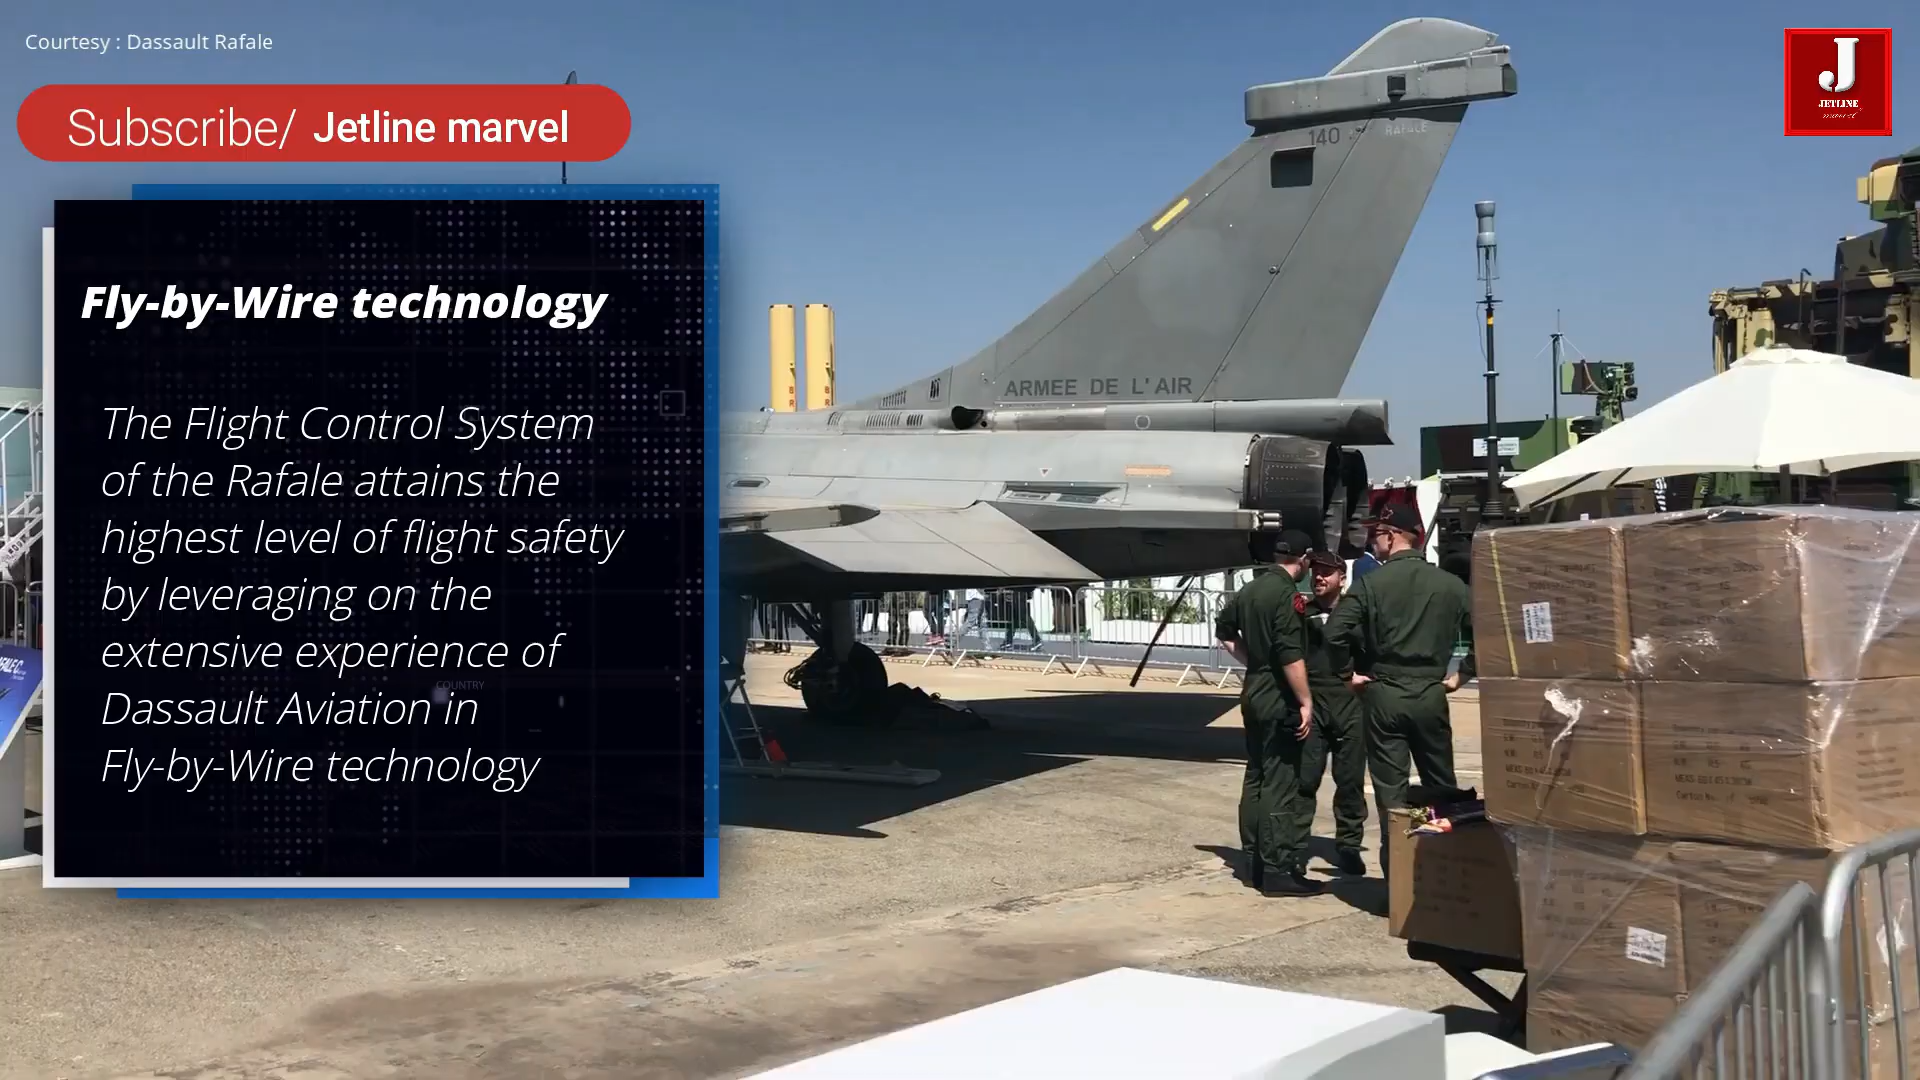 Courtesy : Dassault Rafale
Subscribe/ Jetline marvel
J
JETLINE
marvel
Fly-by-Wire technology
The Flight Control System
of the Rafale attains the
highest level of flight safety
by leveraging on the
extensive experience of
Dassault Aviation in
Fly-by-Wire technology
COUNTRY
140
RAFALE
ARMEE DE L'AIR